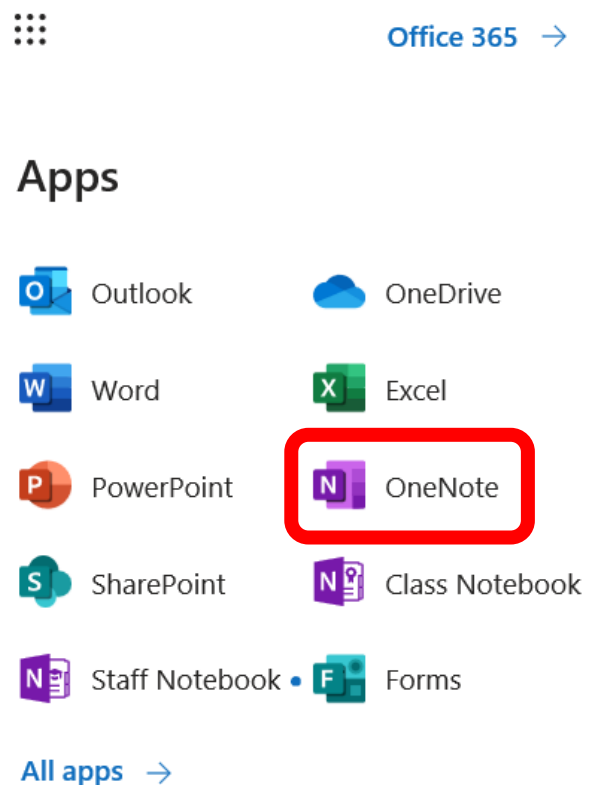 Office 365 →
Apps
Outlook OneDrive
Word Excel
PowerPoint OneNote
SharePoint Class Notebook
Staff Notebook Forms
All apps →